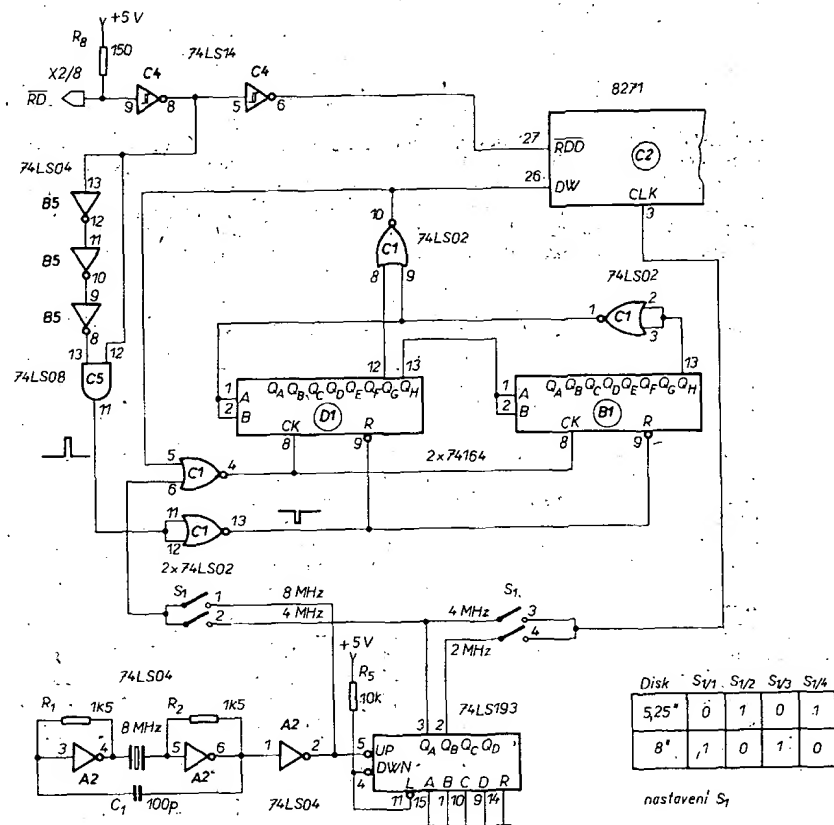 +5V
R8
150
74LS14
X2/8
C4
C4
8271
RD
9
8
5
6
27
RDD
C2
26
DW
CLK
3
74LS04
13
B5
12
11
B5
10
9
B5
8
13
12
74LS08
C5
11
10
C1
74LS02
8
9
74LS02
1
C1
2
3
12
13
13
1
A
QA QB QC QD QE QF QG QH
2
B
D1
CK
R
8
9
1
A
QA QB QC QD QE QF QG QH
2
B
B1
CK
R
8
9
2x74164
5
C1
4
6
11
C1
13
12
2x74LS02
S1
1
8 MHz
2
4 MHz
4 MHz
S1
3
2 MHz
4
+5V
R5
10k
74LS04
R1
1k5
R2
1k5
8 MHz
3
4
A2
5
6
A2
A2
1
2
C1
100p
74LS04
74LS193
3
2
QA QB QC QD
5
UP
4
DWN
L
A
B
C
D
R
11
15
1
10
9
14
Disk S1/1 S1/2 S1/3 S1/4
5,25" 0 1 0 1
8" 1 0 1 0
nastavení S1